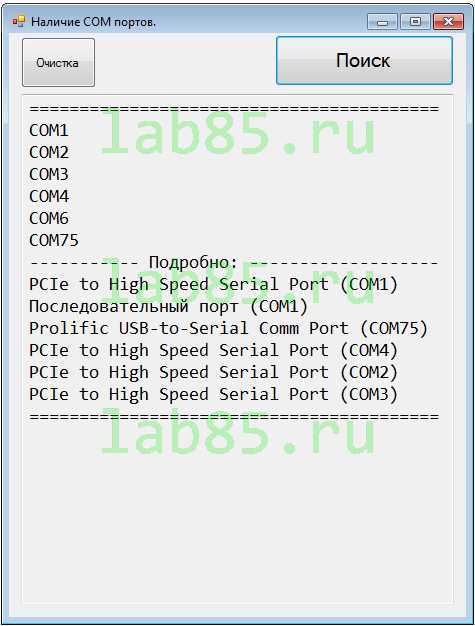 Наличие COM портов.
Очистка
Поиск
=========================================
COM1
COM2
COM3
COM4
COM6
COM75
----------- Подробно: -------------------
PCIe to High Speed Serial Port (COM1)
Последовательный порт (COM1)
Prolific USB-to-Serial Comm Port (COM75)
PCIe to High Speed Serial Port (COM4)
PCIe to High Speed Serial Port (COM2)
PCIe to High Speed Serial Port (COM3)
=========================================
lab85.ru
lab85.ru
lab85.ru